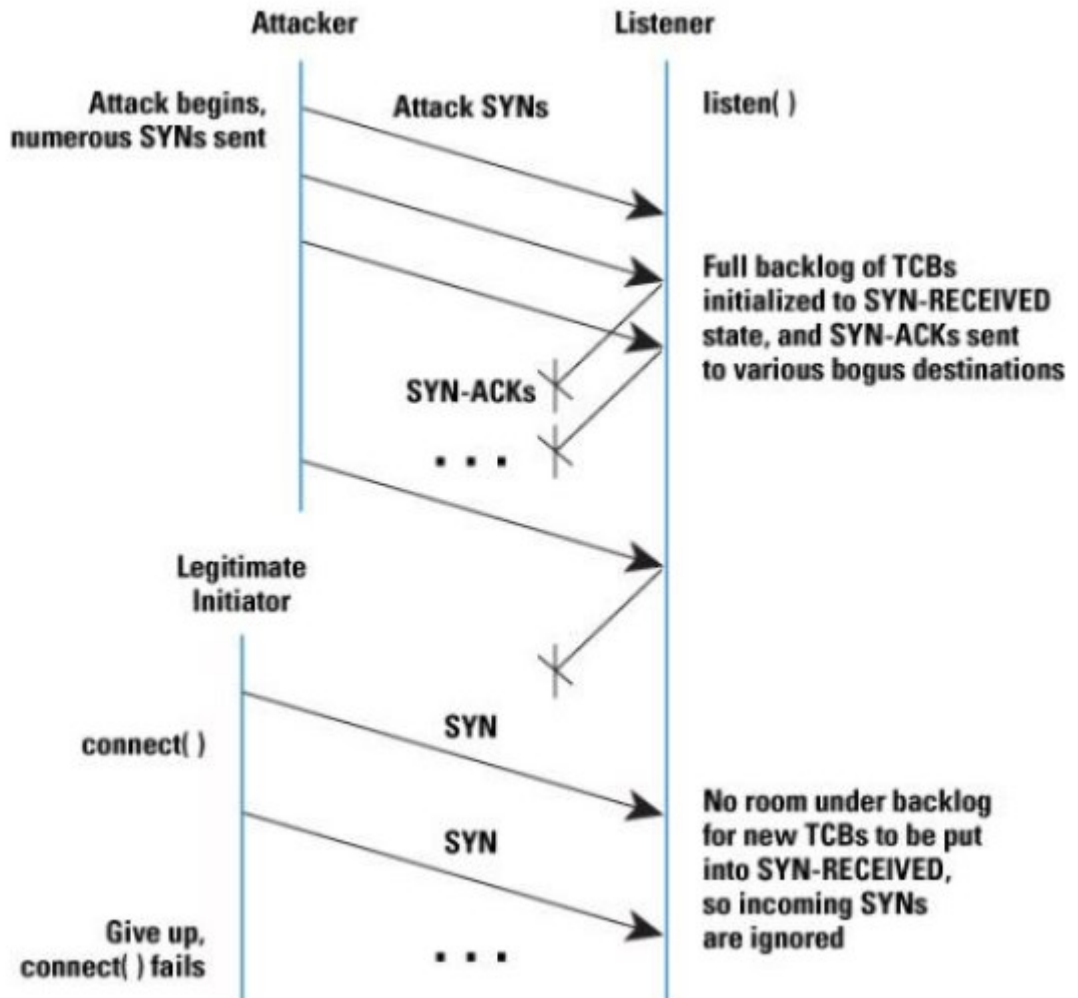 Attacker
Listener
Attack begins,
numerous SYNs sent
Attack SYNs
listen( )
Full backlog of TCBs
initialized to SYN-RECEIVED
state, and SYN-ACKs sent
to various bogus destinations
SYN-ACKs
. . .
Legitimate
Initiator
SYN
connect( )
SYN
No room under backlog
for new TCBs to be put
into SYN-RECEIVED,
so incoming SYNs
are ignored
Give up,
connect( ) fails
. . .